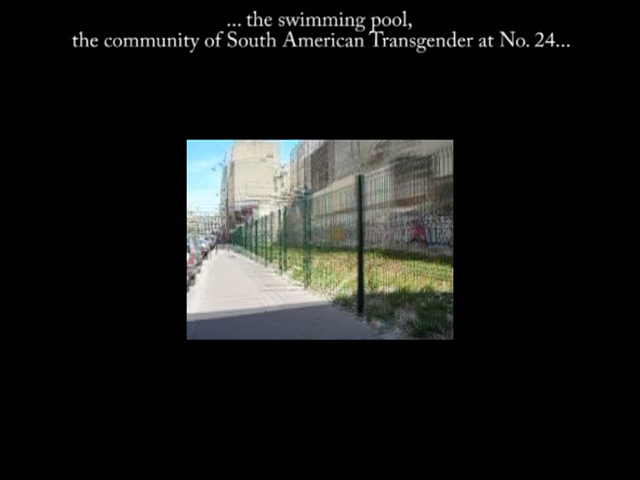 ... the swimming pool,
the community of South American Transgender at No. 24...